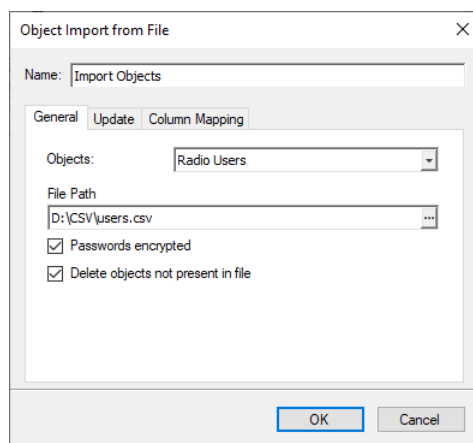 Object Import from File
Name: Import Objects
General Update Column Mapping
Objects: Radio Users
File Path
D:\CSV\users.csv ...
Passwords encrypted
Delete objects not present in file
OK Cancel